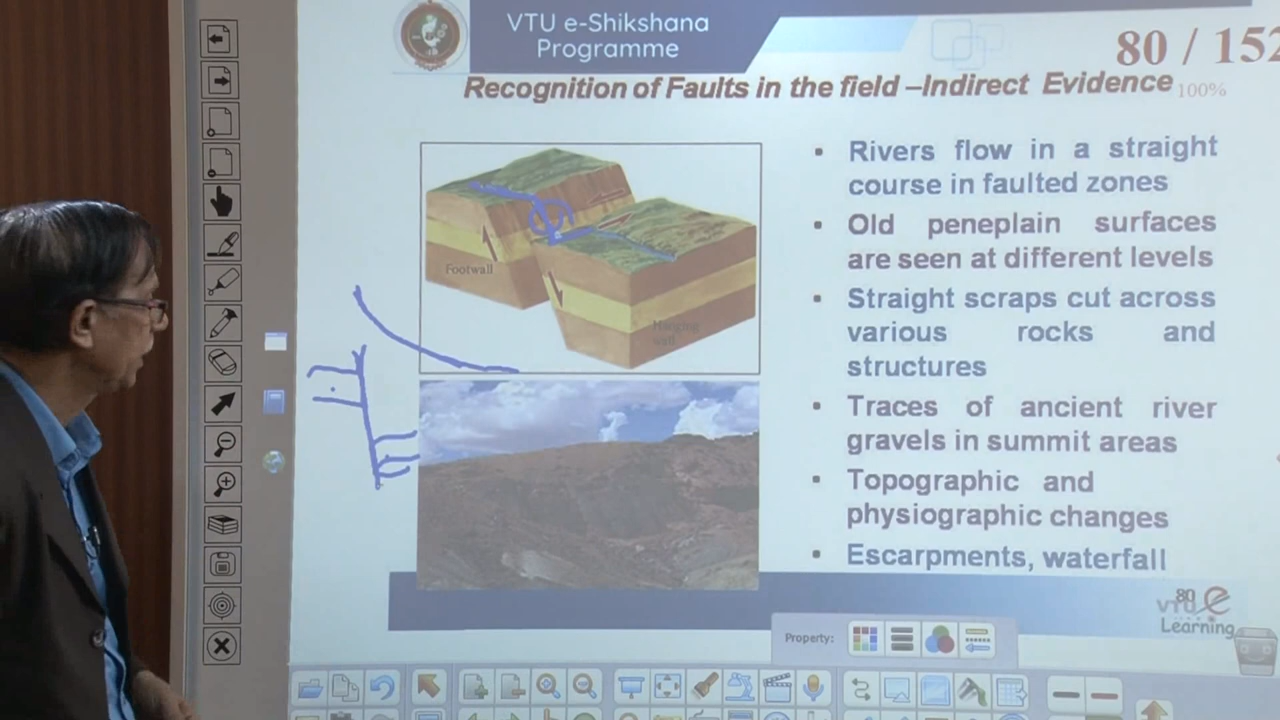 VTU e-Shikshana
Programme
80 / 152
Recognition of Faults in the field –Indirect Evidence
100%
Footwall
Hanging
wall
▪ Rivers flow in a straight
course in faulted zones
▪ Old peneplain surfaces
are seen at different levels
▪ Straight scraps cut across
various rocks and
structures
▪ Traces of ancient river
gravels in summit areas
▪ Topographic and
physiographic changes
▪ Escarpments, waterfall
80
VTU e
Learning
Property: